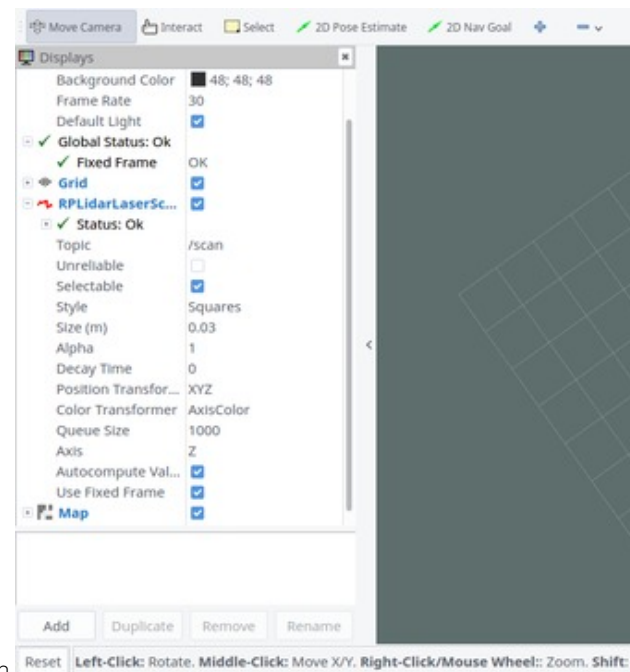 Move Camera Interact Select 2D Pose Estimate 2D Nav Goal
Displays
Background Color 48; 48; 48
Frame Rate 30
Default Light
Global Status: Ok
Fixed Frame OK
Grid
RPLidarLaserSc...
Status: Ok
Topic /scan
Unreliable
Selectable
Style Squares
Size (m) 0.03
Alpha 1
Decay Time 0
Position Transfor... XYZ
Color Transformer AxisColor
Queue Size 1000
Axis Z
Autocompute Val...
Use Fixed Frame
Map
Add Duplicate Remove Rename
Reset Left-Click: Rotate. Middle-Click: Move X/Y. Right-Click/Mouse Wheel:: Zoom. Shift: